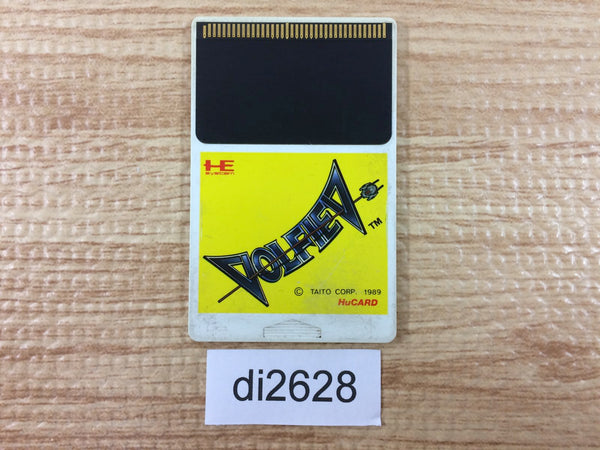 HE
system
VOLFIED
TM
© TAITO CORP. 1989
HuCARD
di2628